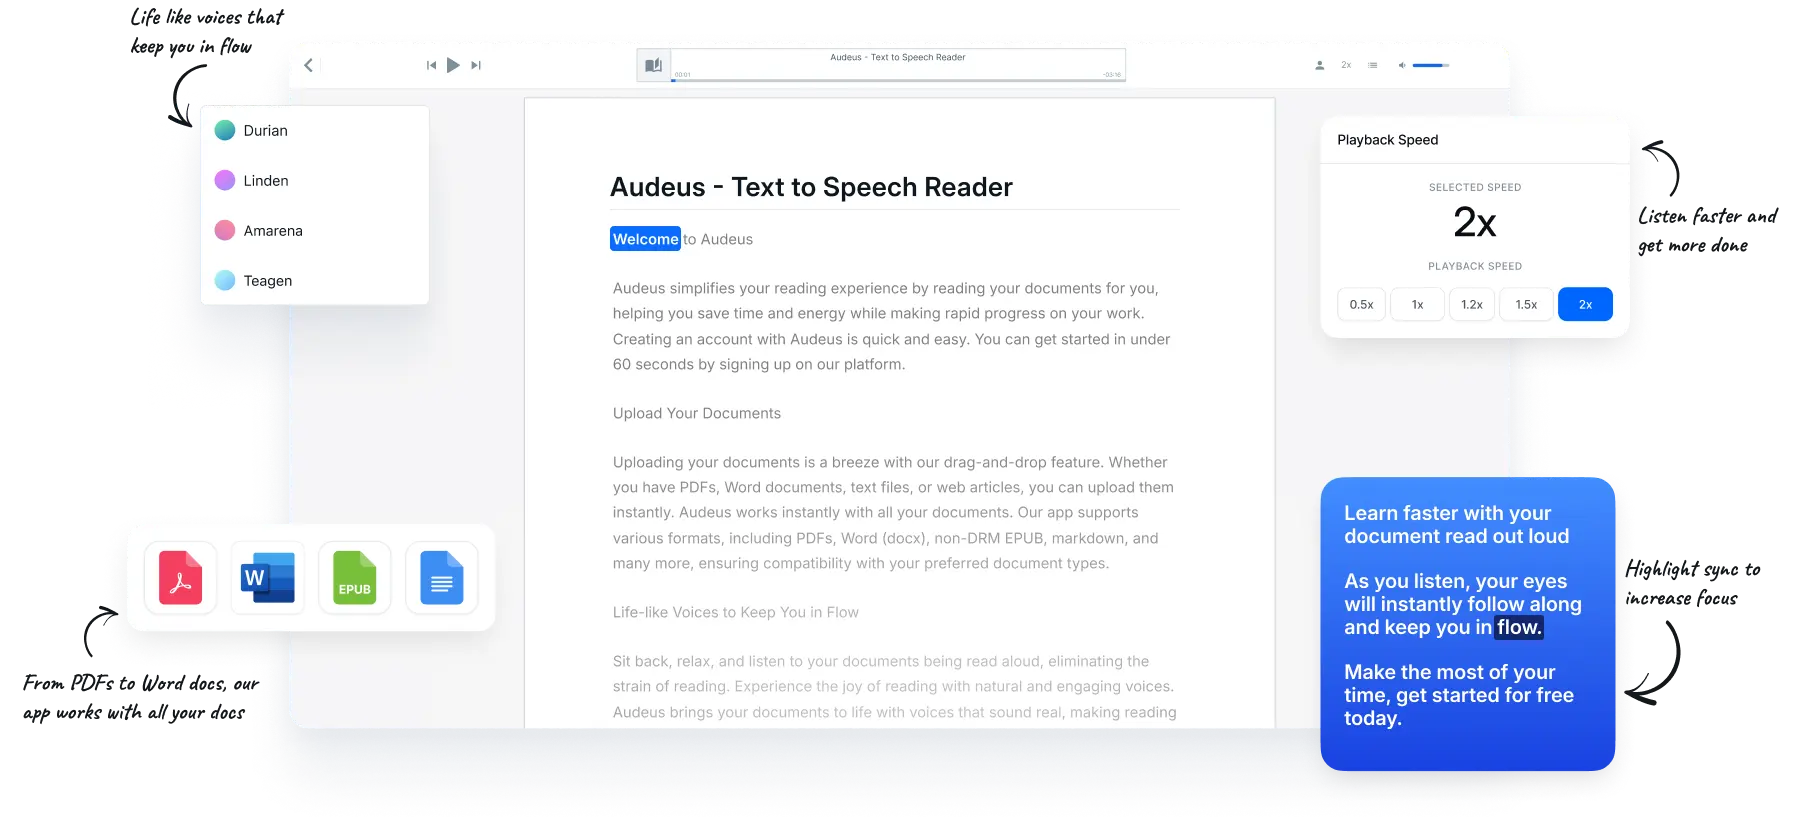 Life like voices that
keep you in flow
Audeus - Text to Speech Reader
00:01
-03:16
2x
Durian
Linden
Amarena
Teagen
Audeus - Text to Speech Reader
Welcome to Audeus
Audeus simplifies your reading experience by reading your documents for you,
helping you save time and energy while making rapid progress on your work.
Creating an account with Audeus is quick and easy. You can get started in under
60 seconds by signing up on our platform.
Upload Your Documents
Uploading your documents is a breeze with our drag-and-drop feature. Whether
you have PDFs, Word documents, text files, or web articles, you can upload them
instantly. Audeus works instantly with all your documents. Our app supports
various formats, including PDFs, Word (docx), non-DRM EPUB, markdown, and
many more, ensuring compatibility with your preferred document types.
Life-like Voices to Keep You in Flow
Sit back, relax, and listen to your documents being read aloud, eliminating the
strain of reading. Experience the joy of reading with natural and engaging voices.
Audeus brings your documents to life with voices that sound real, making reading
Playback Speed
SELECTED SPEED
2x
PLAYBACK SPEED
0.5x
1x
1.2x
1.5x
2x
Listen faster and
get more done
W
EPUB
From PDFs to Word docs, our
app works with all your docs
Learn faster with your
document read out loud
As you listen, your eyes
will instantly follow along
and keep you in flow.
Make the most of your
time, get started for free
today.
Highlight sync to
increase focus